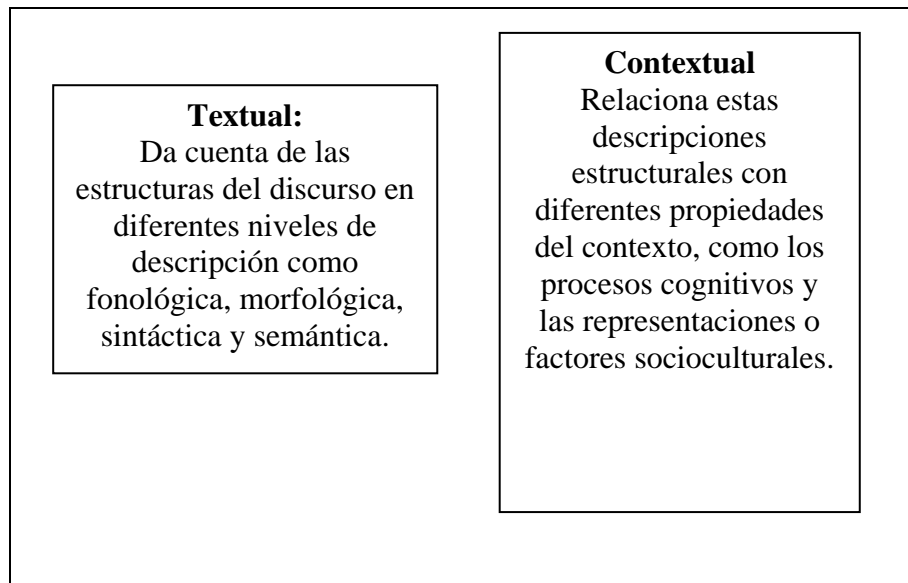 Textual:
Da cuenta de las
estructuras del discurso en
diferentes niveles de
descripción como
fonológica, morfológica,
sintáctica y semántica.
Contextual
Relaciona estas
descripciones
estructurales con
diferentes propiedades
del contexto, como los
procesos cognitivos y
las representaciones o
factores socioculturales.